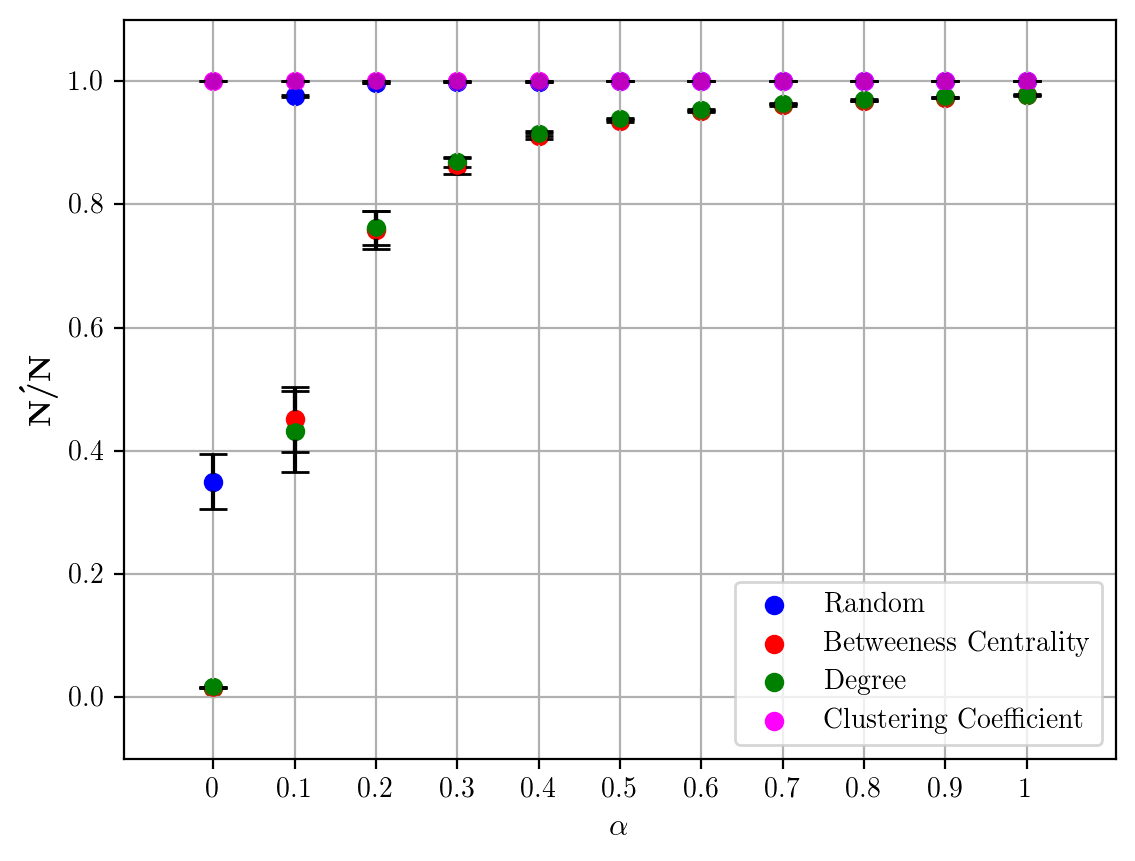 1.0
0.8
0.6
0.4
0.2
0.0
Ń/N
Random
Betweeness Centrality
Degree
Clustering Coefficient
0 0.1 0.2 0.3 0.4 0.5 0.6 0.7 0.8 0.9 1
α